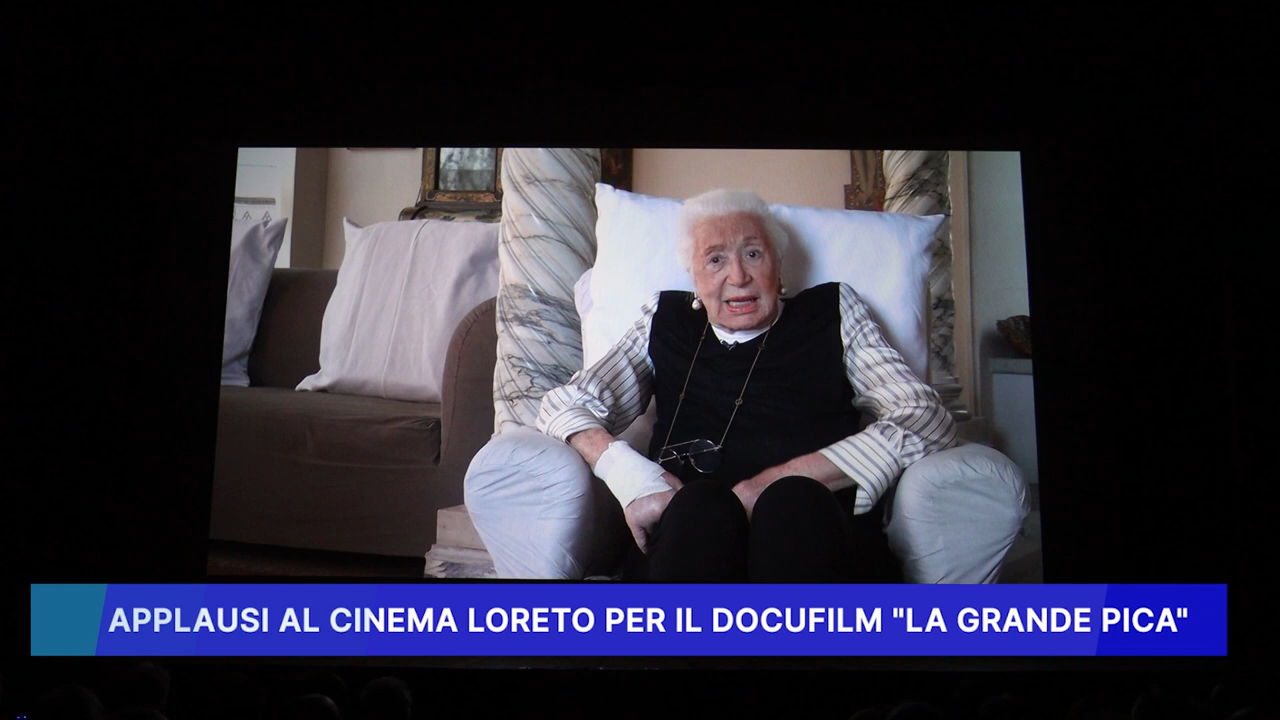 APPLAUSI AL CINEMA LORETO PER IL DOCUFILM "LA GRANDE PICA"